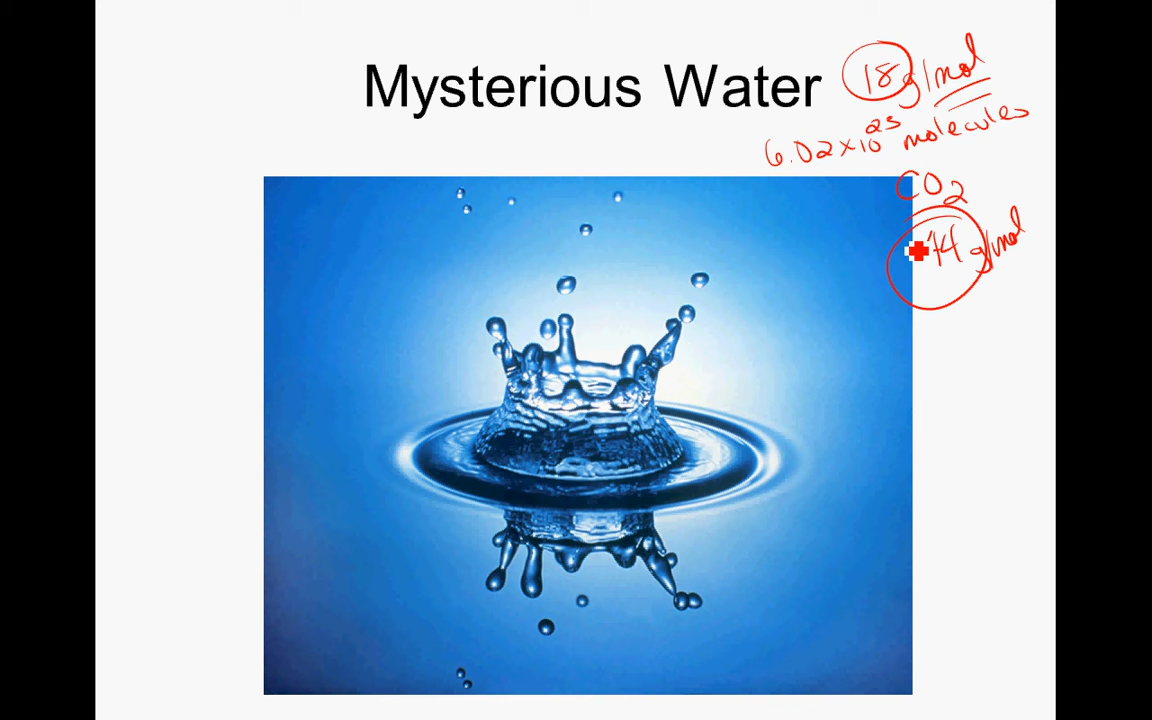 Mysterious Water
18 g/mol
6.02×10²³ molecules
CO₂
44 g/mol